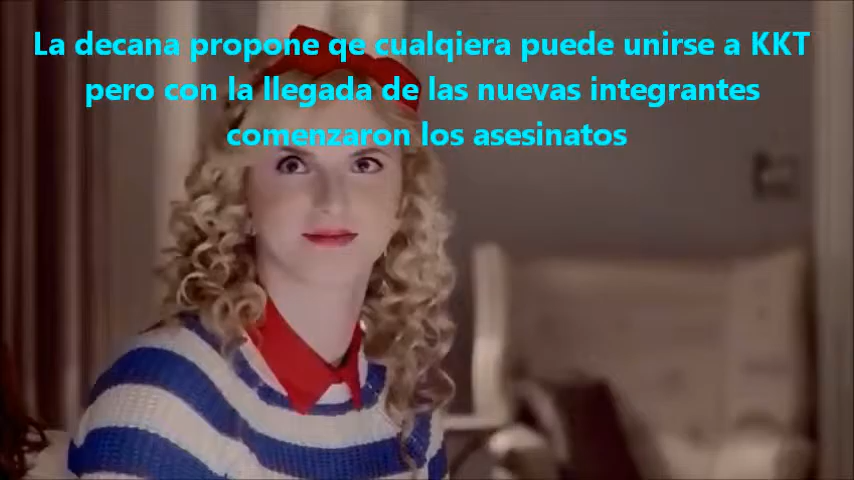 La decana propone qe cualqiera puede unirse a KKT
pero con la llegada de las nuevas integrantes
comenzaron los asesinatos